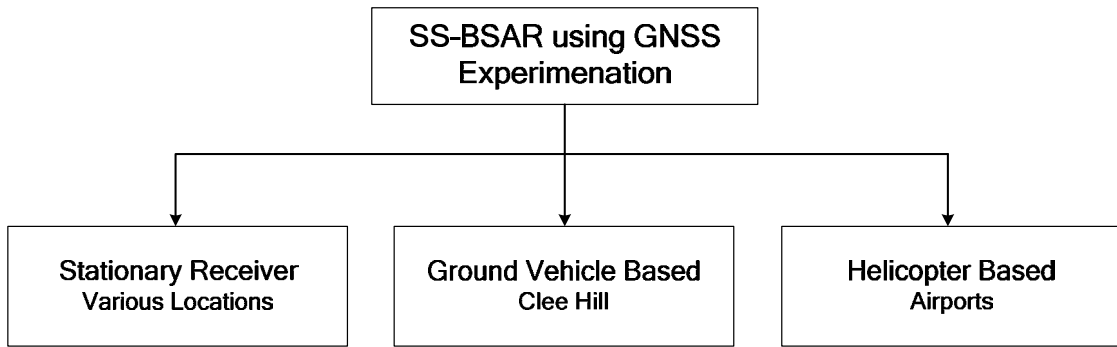 SS-BSAR using GNSS
Experimenation
Stationary Receiver
Various Locations
Ground Vehicle Based
Clee Hill
Helicopter Based
Airports